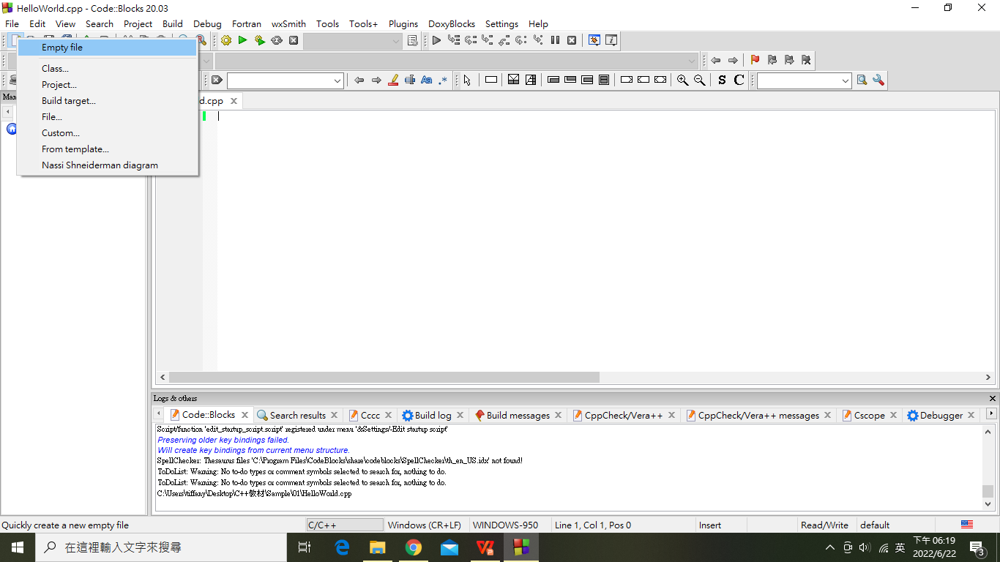 HelloWorld.cpp - Code::Blocks 20.03
File Edit View Search Project Build Debug Fortran wxSmith Tools Tools+ Plugins DoxyBlocks Settings Help
Empty file
Class...
Project...
Build target...
File...
Custom...
From template...
Nassi Shneiderman diagram
Man
d.cpp
S C
Aa .*
Logs & others
Code::Blocks Search results Cccc Build log Build messages CppCheck/Vera++ CppCheck/Vera++ messages Cscope Debugger
Script/function 'edit_startup_script.script' registered under menu '&Settings/-Edit startup script'
Preserving older key bindings failed.
Will create key bindings from current menu structure.
SpellChecker: Thesaurus files 'C:\Program Files\CodeBlocks\share\codeblocks\SpellChecker\th_en_US.idx' not found!
ToDoList: Warning: No to-do types or comment symbols selected to search for, nothing to do.
ToDoList: Warning: No to-do types or comment symbols selected to search for, nothing to do.
C:\Users\tiffany\Desktop\C++教材\Sample\01\HelloWorld.cpp
Quickly create a new empty file C/C++ Windows (CR+LF) WINDOWS-950 Line 1, Col 1, Pos 0 Insert Read/Write default
在這裡輸入文字來搜尋
英
下午 06:19
2022/6/22
3